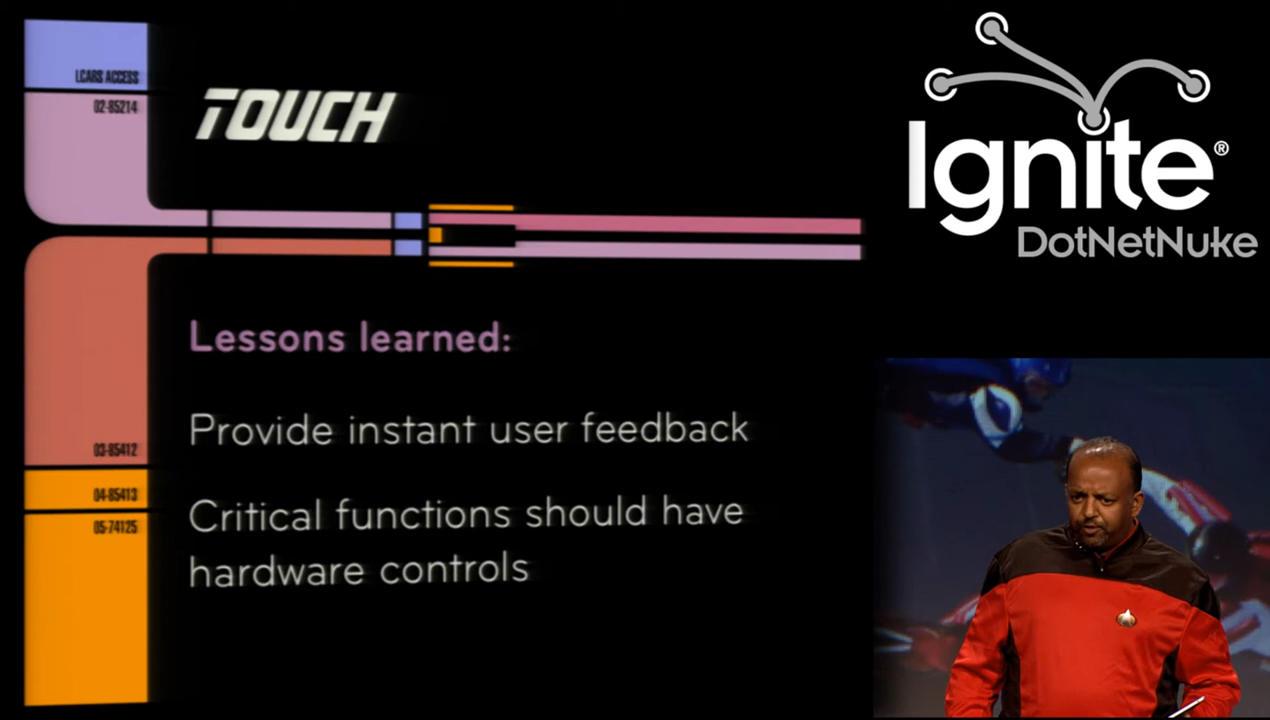 LCARS ACCESS
02-85214
TOUCH
Lessons learned:
Provide instant user feedback
03-85412
04-85413
Critical functions should have
05-74125
hardware controls
Ignite®
DotNetNuke